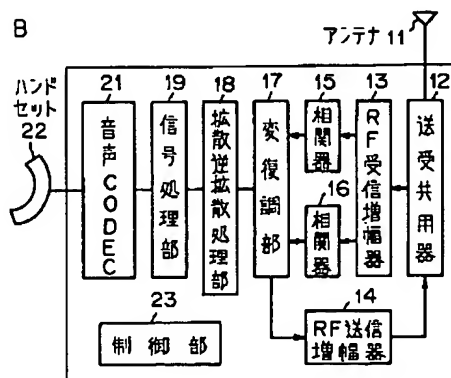 B
アンテナ 11
ハンドセット
22
21
音声CODEC
19
信号処理部
18
拡散逆拡散処理部
17
変復調部
15
相関器
16
相関器
13
RF受信増幅器
12
送受共用器
14
RF送信
増幅器
23
制御部